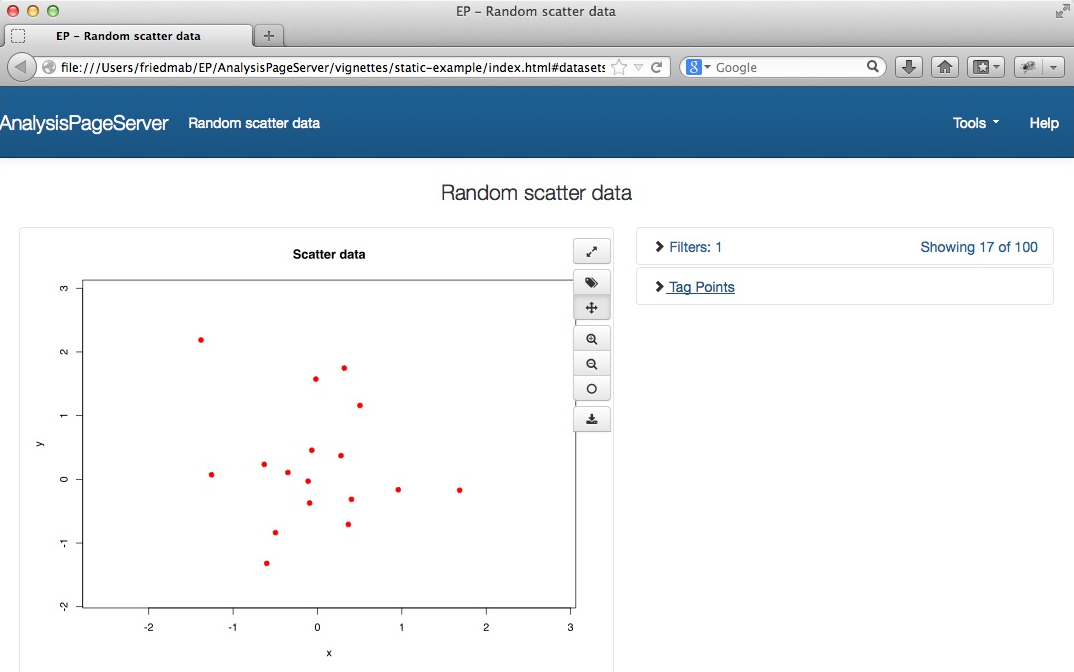 EP – Random scatter data
EP – Random scatter data
file:///Users/friedmab/EP/AnalysisPageServer/vignettes/static-example/index.html#datasets
8 Google
AnalysisPageServer Random scatter data Tools Help
Random scatter data
Filters: 1 Showing 17 of 100
Tag Points
Scatter data
3
2
1
0
-1
-2
y
-2 -1 0 1 2 3
x